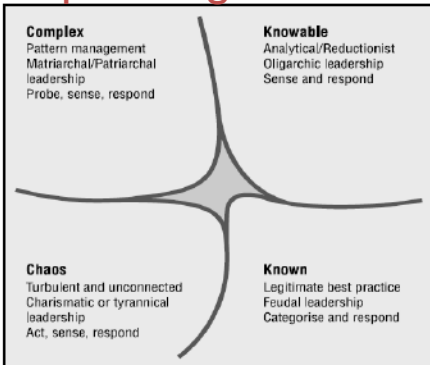 Complex
Pattern management
Matriarchal/Patriarchal
leadership
Probe, sense, respond
Knowable
Analytical/Reductionist
Oligarchic leadership
Sense and respond
Chaos
Turbulent and unconnected
Charismatic or tyrannical
leadership
Act, sense, respond
Known
Legitimate best practice
Feudal leadership
Categorise and respond